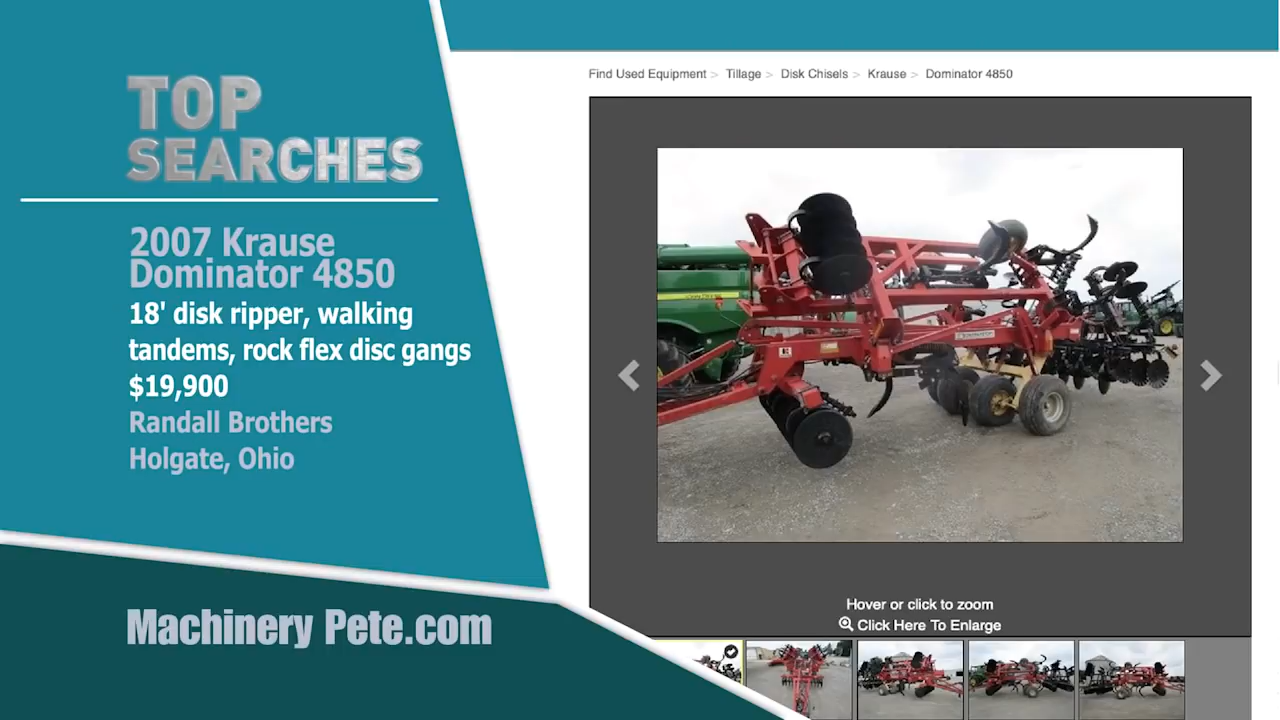 TOP
SEARCHES
2007 Krause
Dominator 4850
18' disk ripper, walking
tandems, rock flex disc gangs
$19,900
Randall Brothers
Holgate, Ohio
Machinery Pete.com
Find Used Equipment > Tillage > Disk Chisels > Krause > Dominator 4850
Hover or click to zoom
Click Here To Enlarge